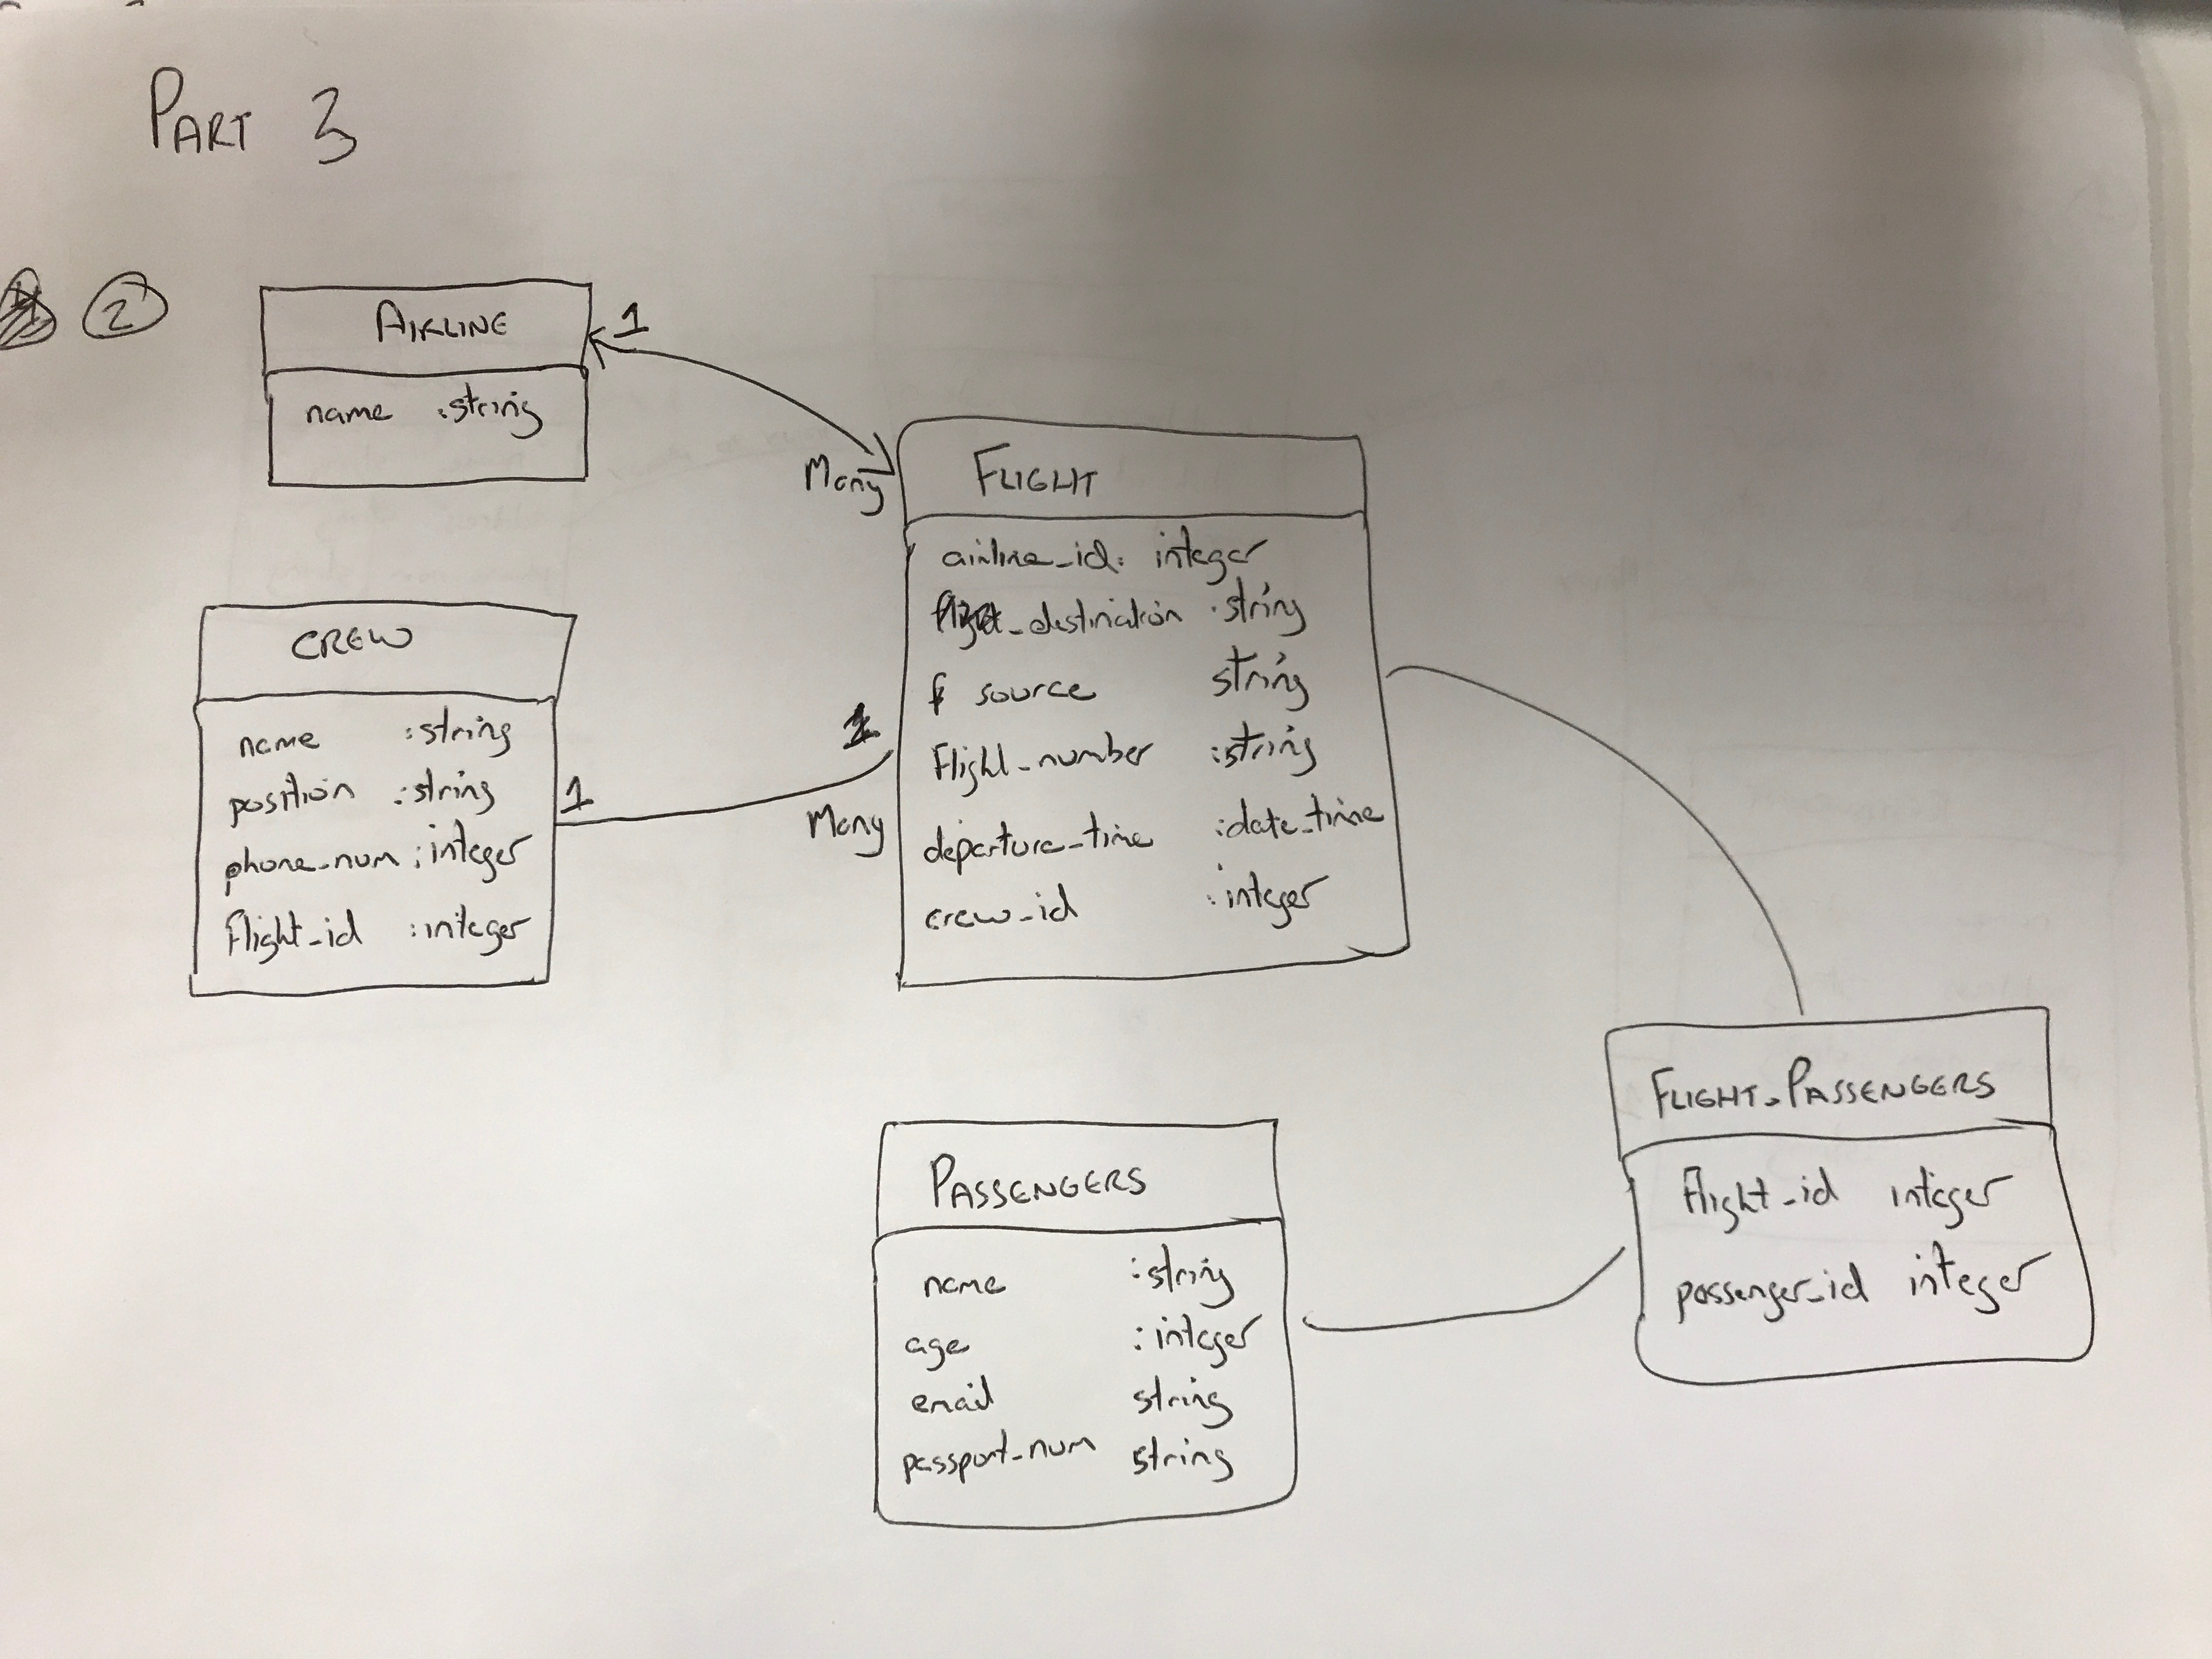 PART 3
2
AIRLINE
name :string
1
Many
FLIGHT
airline_id: integer
flight_destination :string
f source string
flight_number :string
departure_time :date_time
crew_id :integer
CREW
name :string
position :string
phone_num :integer
flight_id :integer
1
Many
FLIGHT_PASSENGERS
flight_id integer
passenger_id integer
PASSENGERS
name :string
age :integer
email string
passport_num string